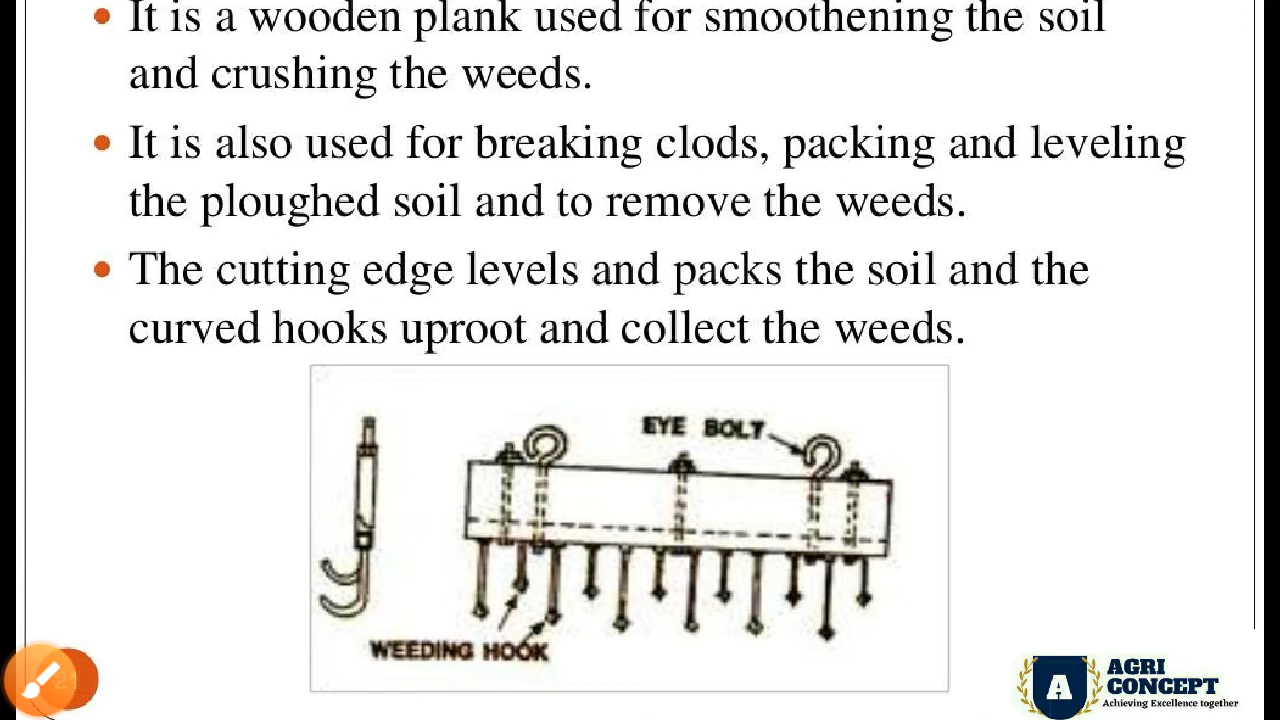 • It is a wooden plank used for smoothening the soil
and crushing the weeds.
• It is also used for breaking clods, packing and leveling
the ploughed soil and to remove the weeds.
• The cutting edge levels and packs the soil and the
curved hooks uproot and collect the weeds.
EYE BOLT
WEEDING HOOK
A
AGRI
CONCEPT
Achieving Excellence together